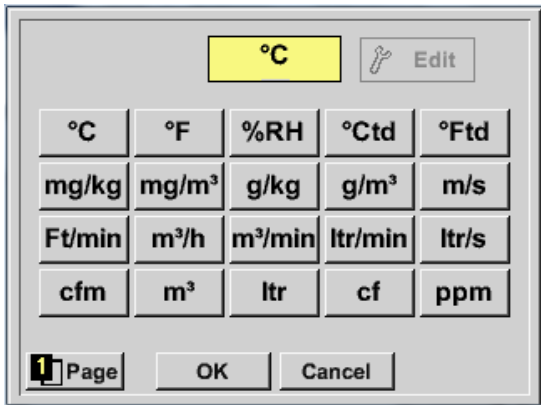 °C Edit
°C °F %RH °Ctd °Ftd
mg/kg mg/m³ g/kg g/m³ m/s
Ft/min m³/h m³/min ltr/min ltr/s
cfm m³ ltr cf ppm
1 Page OK Cancel